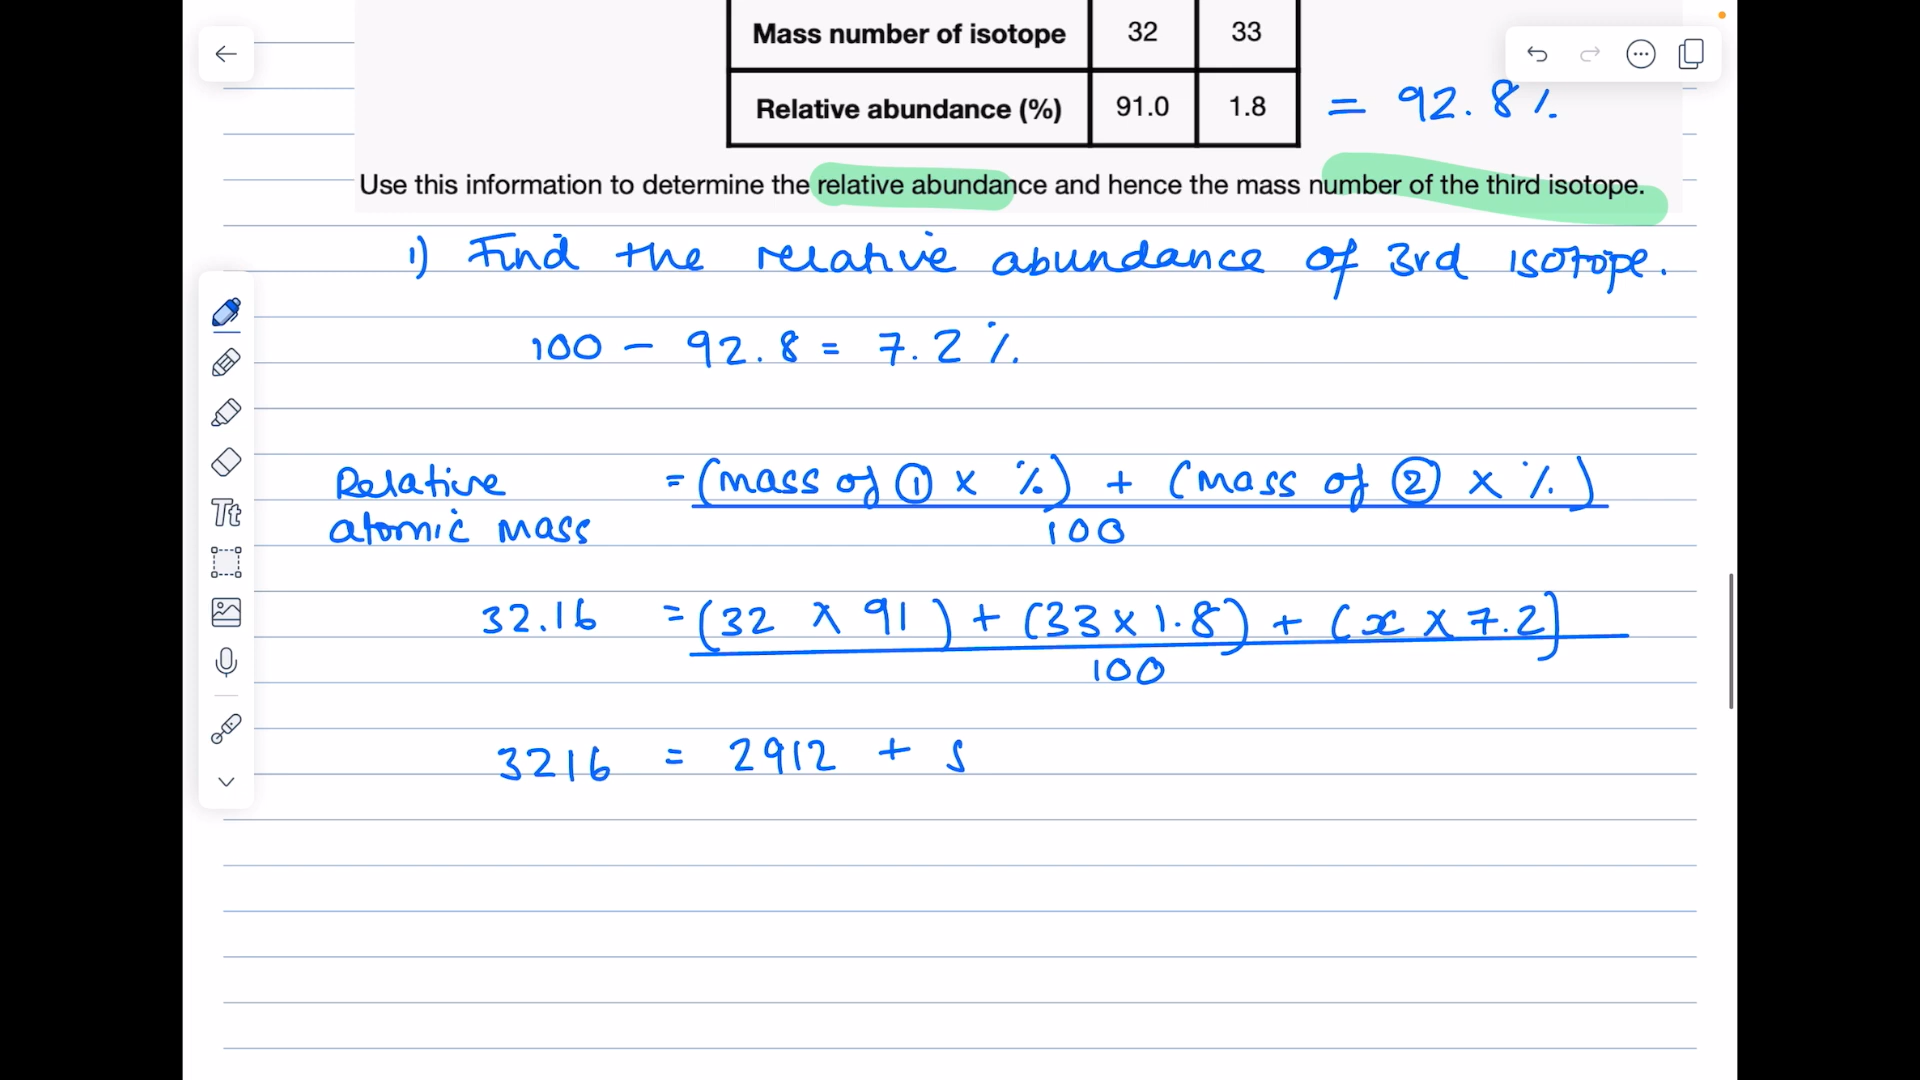 Mass number of isotope 32 33
Relative abundance (%) 91.0 1.8 = 92.8%
Use this information to determine the relative abundance and hence the mass number of the third isotope.
1) Find the relative abundance of 3rd isotope.
100 - 92.8 = 7.2%
Relative = (mass of ① x %) + (mass of ② x %)
atomic mass 100
32.16 = (32 x 91) + (33 x 1.8) + (x x 7.2)
100
3216 = 2912 + 5
Tt